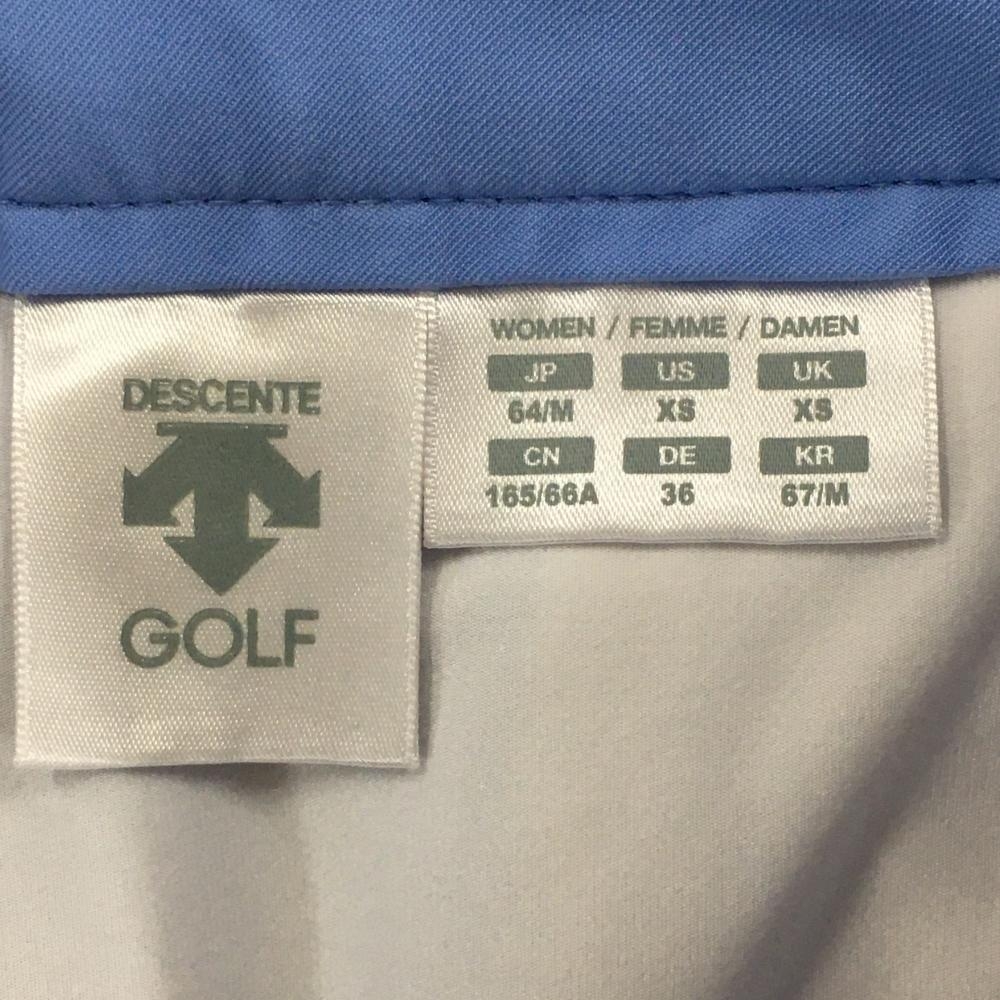 DESCENTE
GOLF
WOMEN / FEMME / DAMEN
JP US UK
64/M XS XS
CN DE KR
165/66A 36 67/M